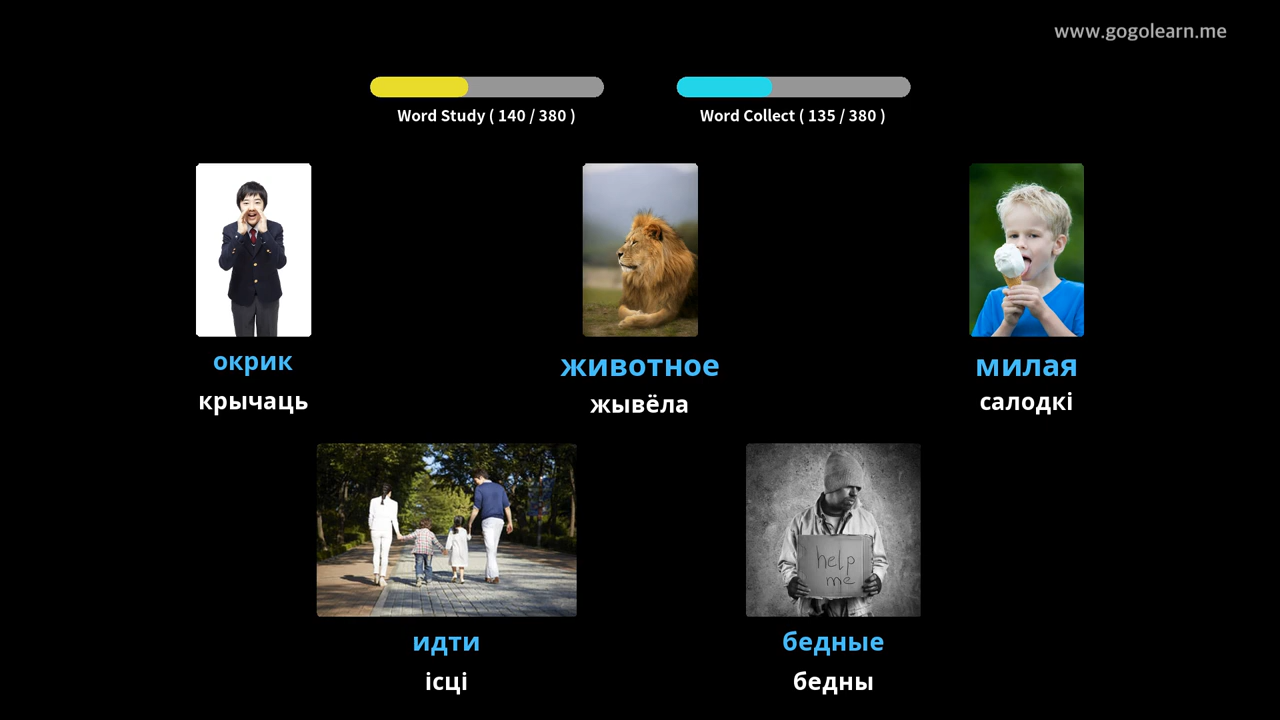 www.gogolearn.me
Word Study ( 140 / 380 )
Word Collect ( 135 / 380 )
окрик
крычаць
животное
жывёла
милая
салодкі
help
me
идти
ісці
бедные
бедны